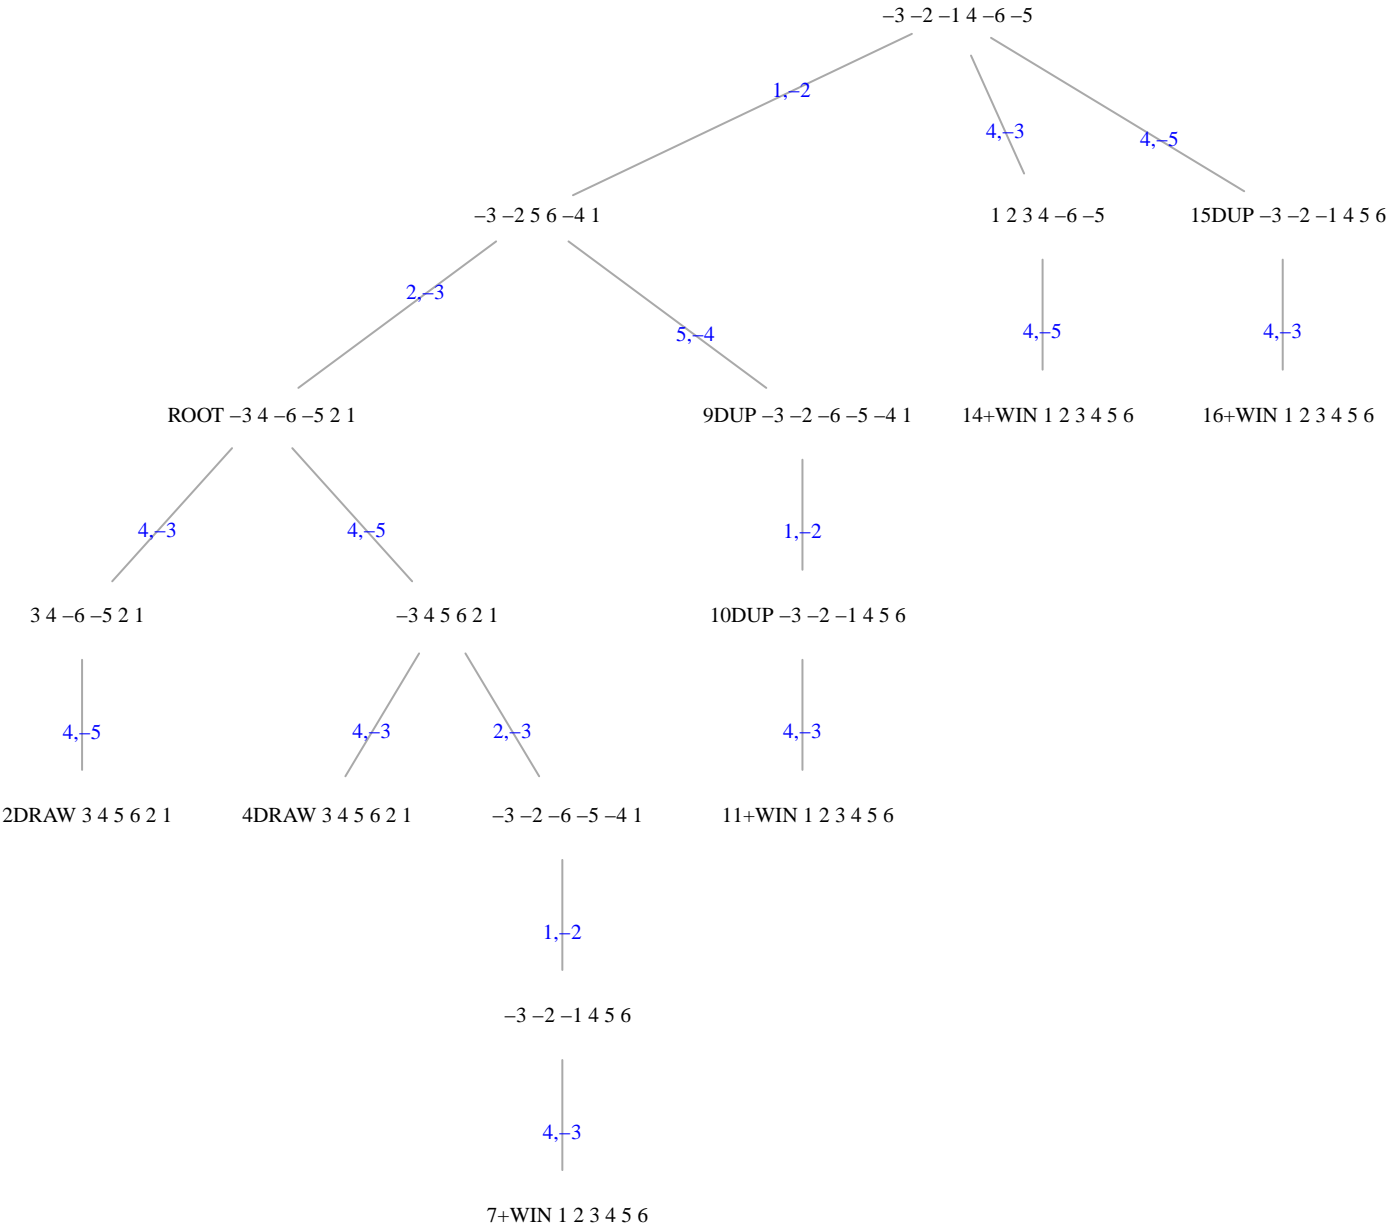 –3 –2 –1 4 –6 –5
1,–2
4,–3
4,–5
–3 –2 5 6 –4 1
1 2 3 4 –6 –5
15DUP –3 –2 –1 4 5 6
2,–3
5,–4
4,–5
4,–3
ROOT –3 4 –6 –5 2 1
9DUP –3 –2 –6 –5 –4 1
14+WIN 1 2 3 4 5 6
16+WIN 1 2 3 4 5 6
4,–3
4,–5
1,–2
3 4 –6 –5 2 1
–3 4 5 6 2 1
10DUP –3 –2 –1 4 5 6
4,–5
4,–3
2,–3
4,–3
2DRAW 3 4 5 6 2 1
4DRAW 3 4 5 6 2 1
–3 –2 –6 –5 –4 1
11+WIN 1 2 3 4 5 6
1,–2
–3 –2 –1 4 5 6
4,–3
7+WIN 1 2 3 4 5 6